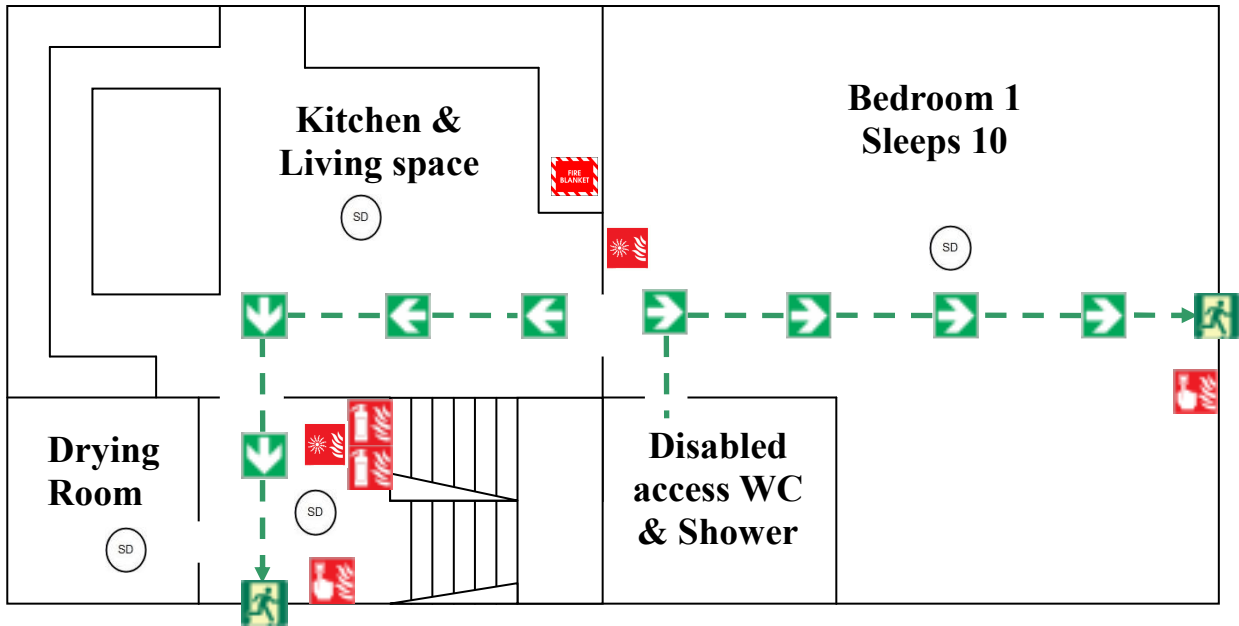 Kitchen &
Living space
SD
FIRE
BLANKET
Bedroom 1
Sleeps 10
SD
Drying
Room
SD
SD
Disabled
access WC
& Shower